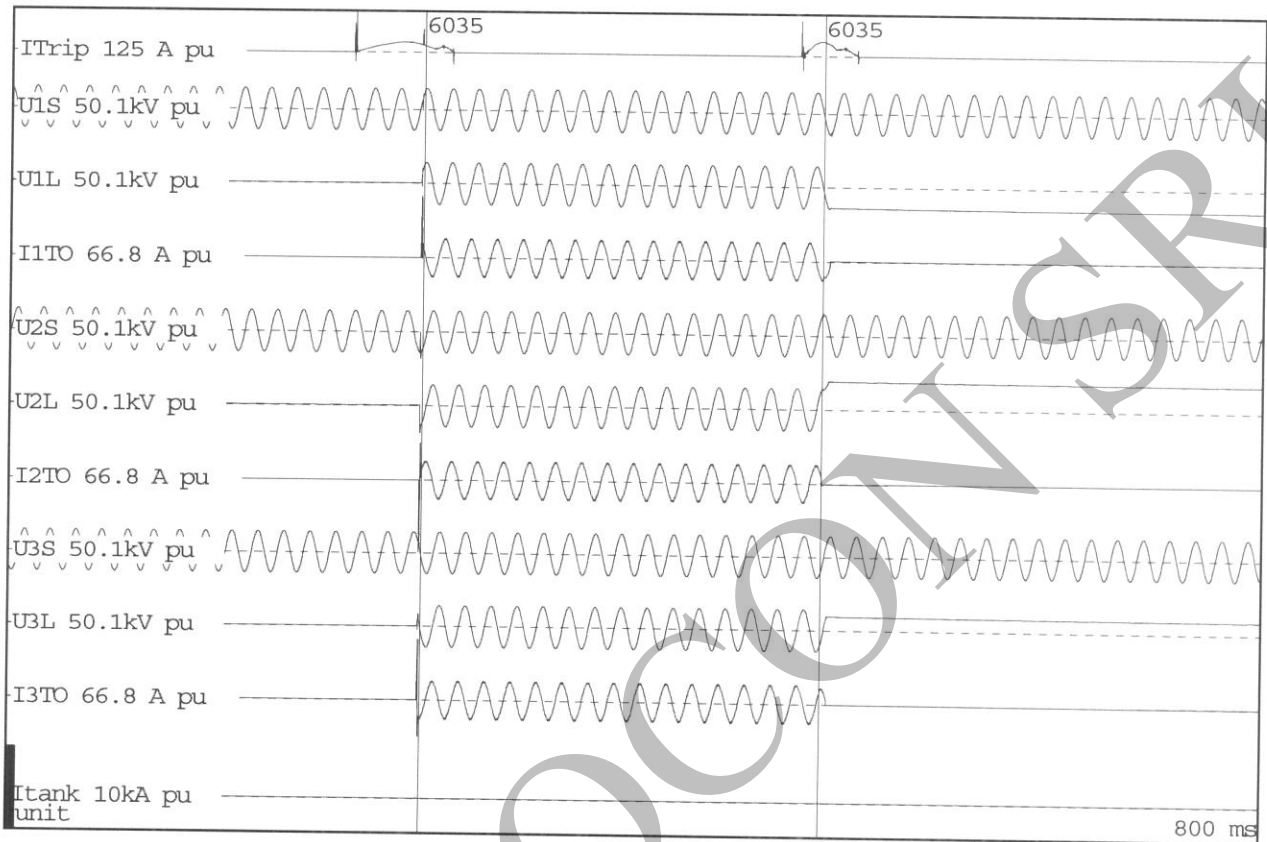 6035
6035
ITrip 125 A pu
U1S 50.1kV pu
U1L 50.1kV pu
I1TO 66.8 A pu
U2S 50.1kV pu
U2L 50.1kV pu
I2TO 66.8 A pu
U3S 50.1kV pu
U3L 50.1kV pu
I3TO 66.8 A pu
Itank 10kA pu
unit
800 ms
OCON SRL